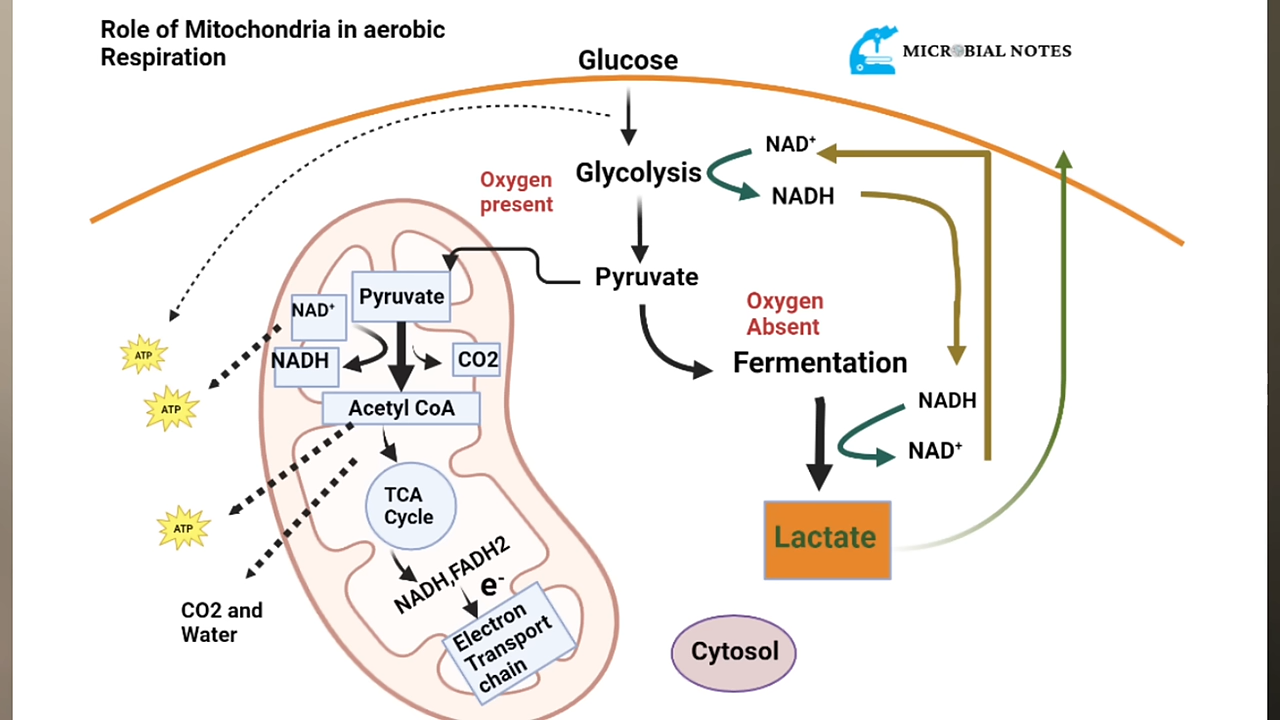 Role of Mitochondria in aerobic
Respiration
Glucose
MICROBIAL NOTES
Glycolysis
NAD⁺
NADH
Oxygen
present
Pyruvate
Oxygen
Absent
Fermentation
NADH
NAD⁺
Lactate
Cytosol
Pyruvate
NAD⁺
NADH
CO2
Acetyl CoA
TCA
Cycle
NADH,FADH2
e⁻
Electron
Transport
chain
ATP
ATP
ATP
CO2 and
Water